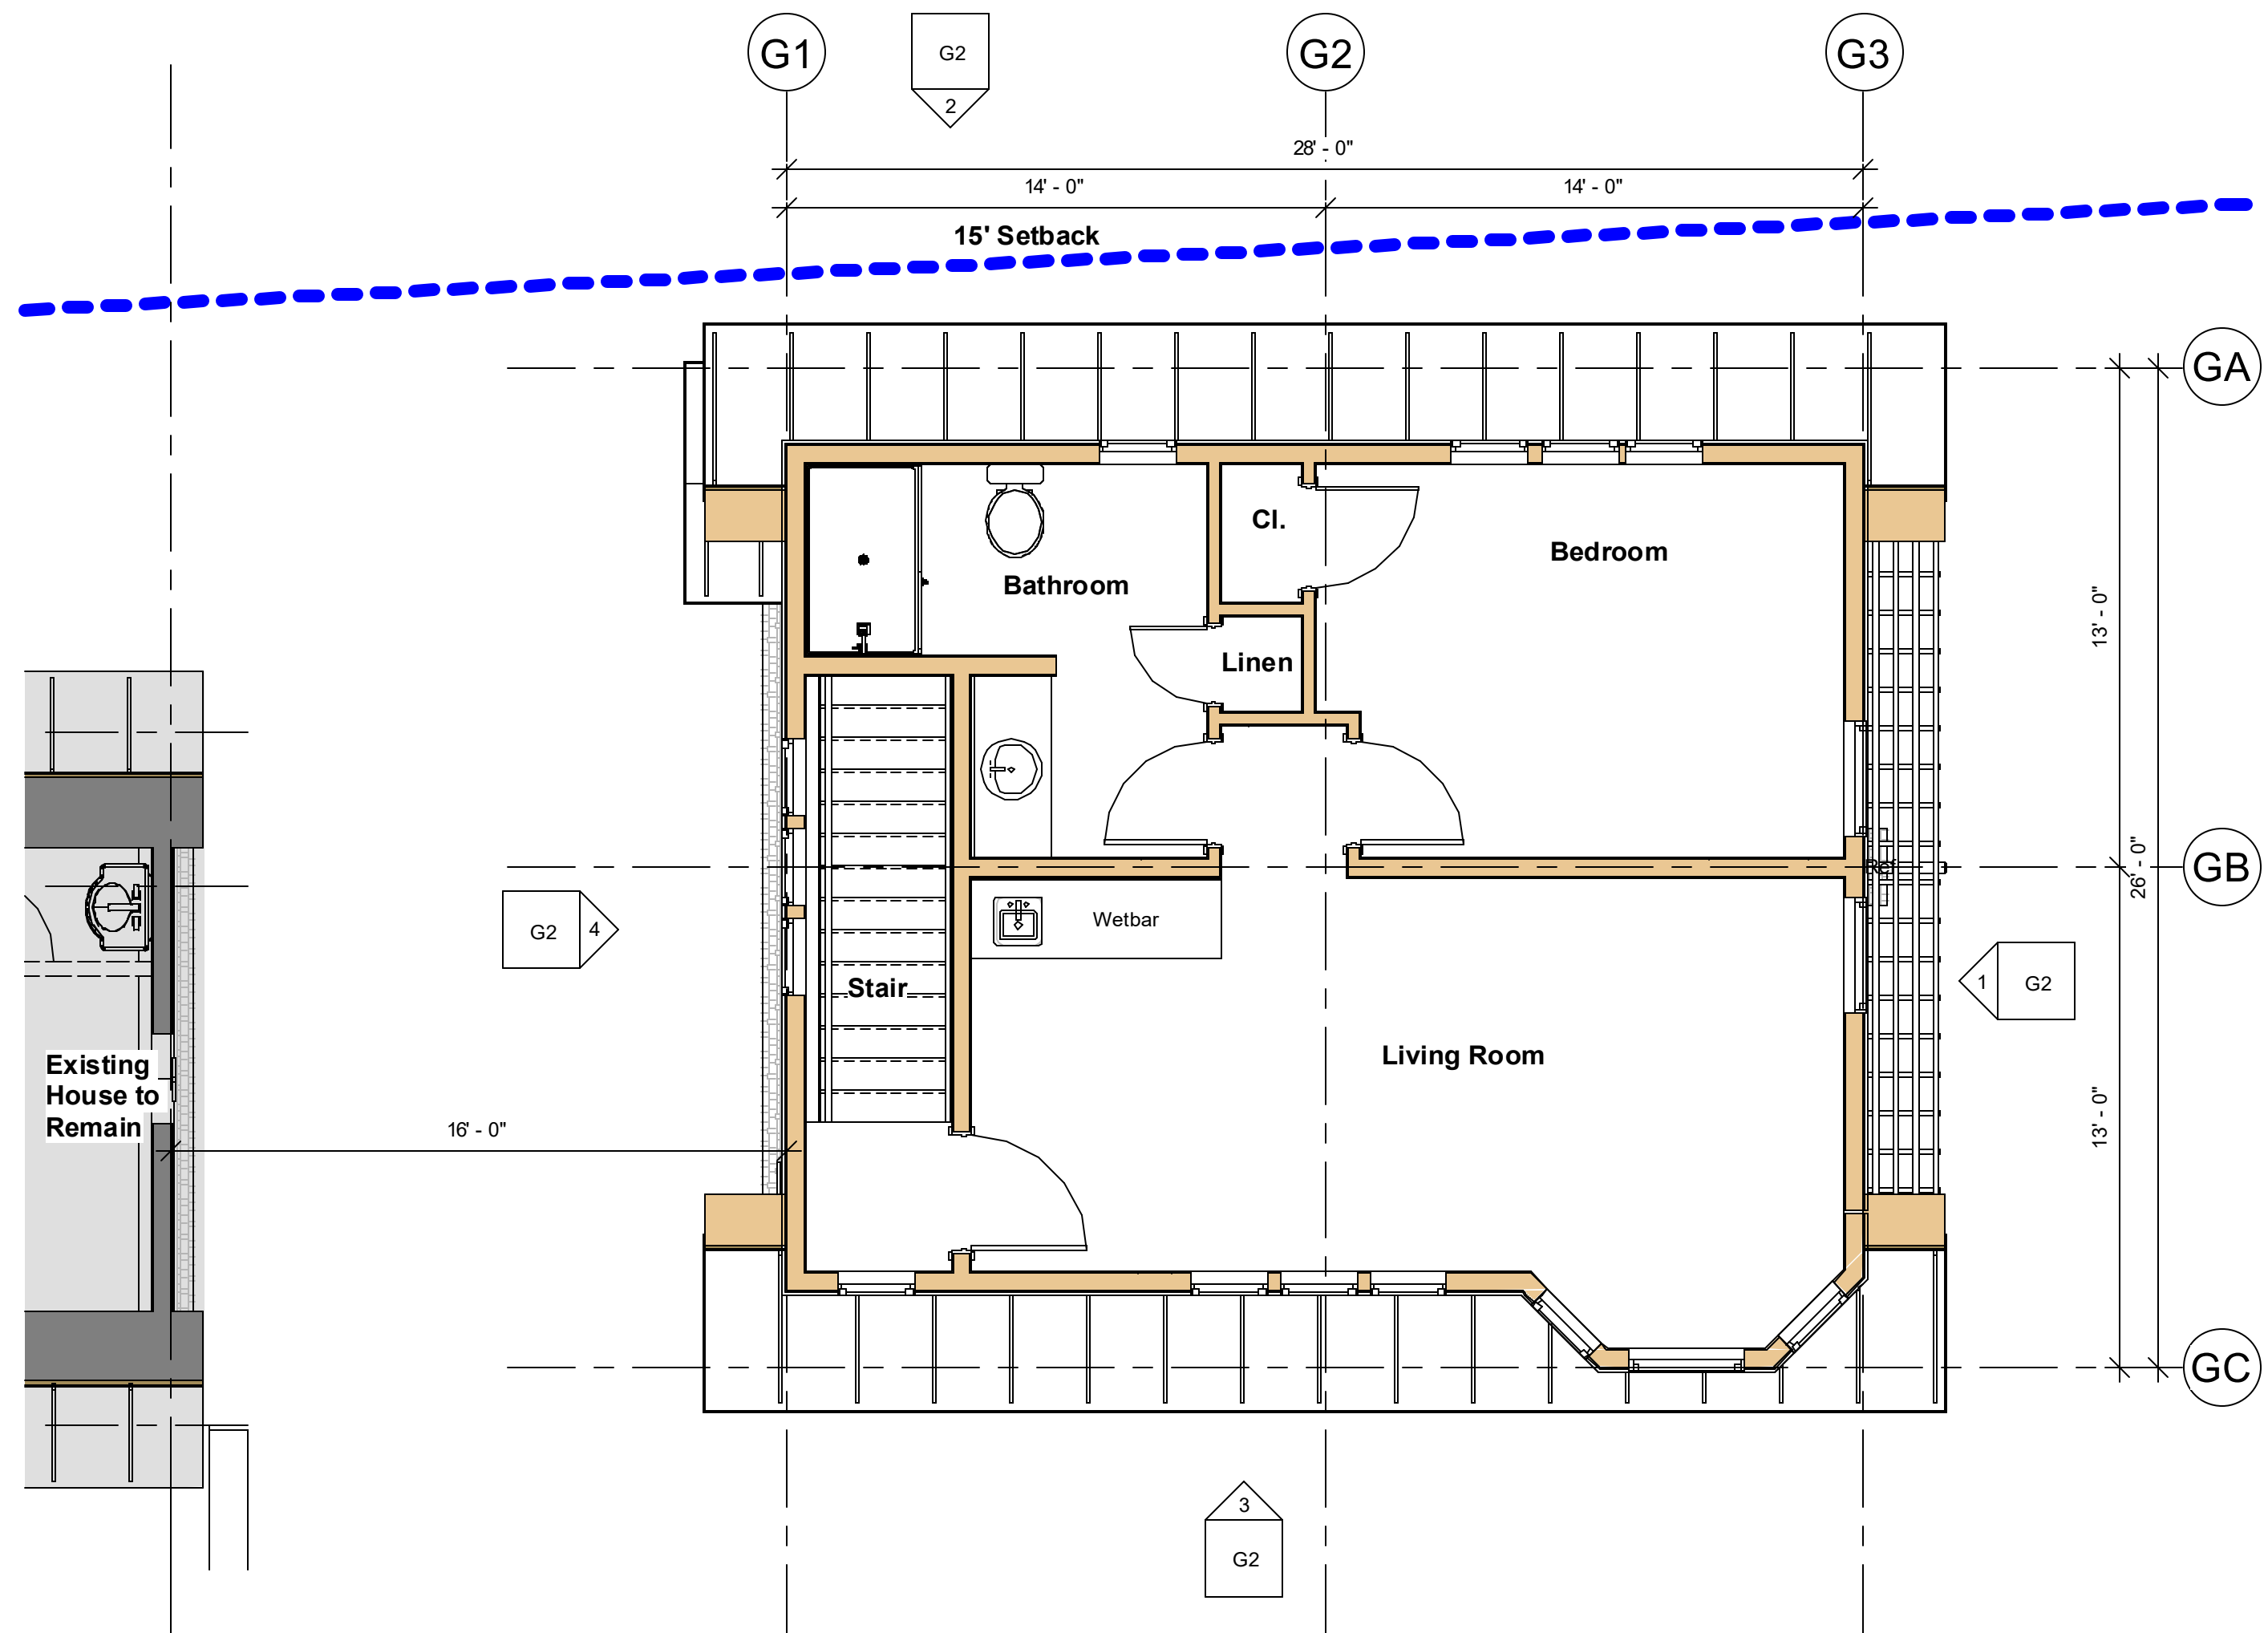 G1
G2
G3
G2
2
28' - 0"
14' - 0"
14' - 0"
15' Setback
GA
Cl.
Bedroom
Bathroom
13' - 0"
Linen
GB
26' - 0"
Wetbar
G2
4
Stair
1
G2
Living Room
Existing
House to
Remain
16' - 0"
13' - 0"
GC
3
G2